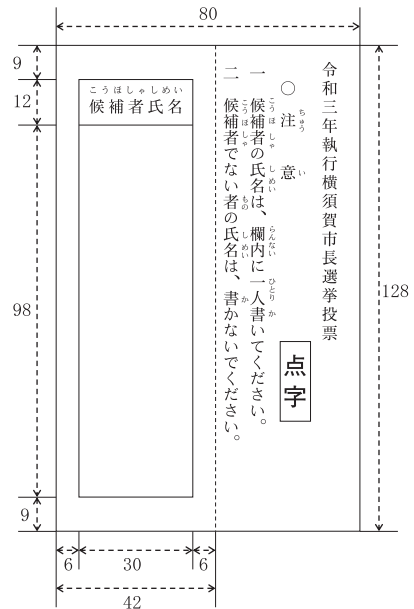 80
9
12
98
9
128
6
30
6
42
令和三年執行横須賀市長選挙投票
○注意
ちゅうい
一 候補者の氏名は、欄内に一人書いてください。
こうほしゃ しめい らんない ひとり か
二 候補者でない者の氏名は、書かないでください。
こうほしゃ もの しめい か
点字
こうほしゃしめい
候補者氏名